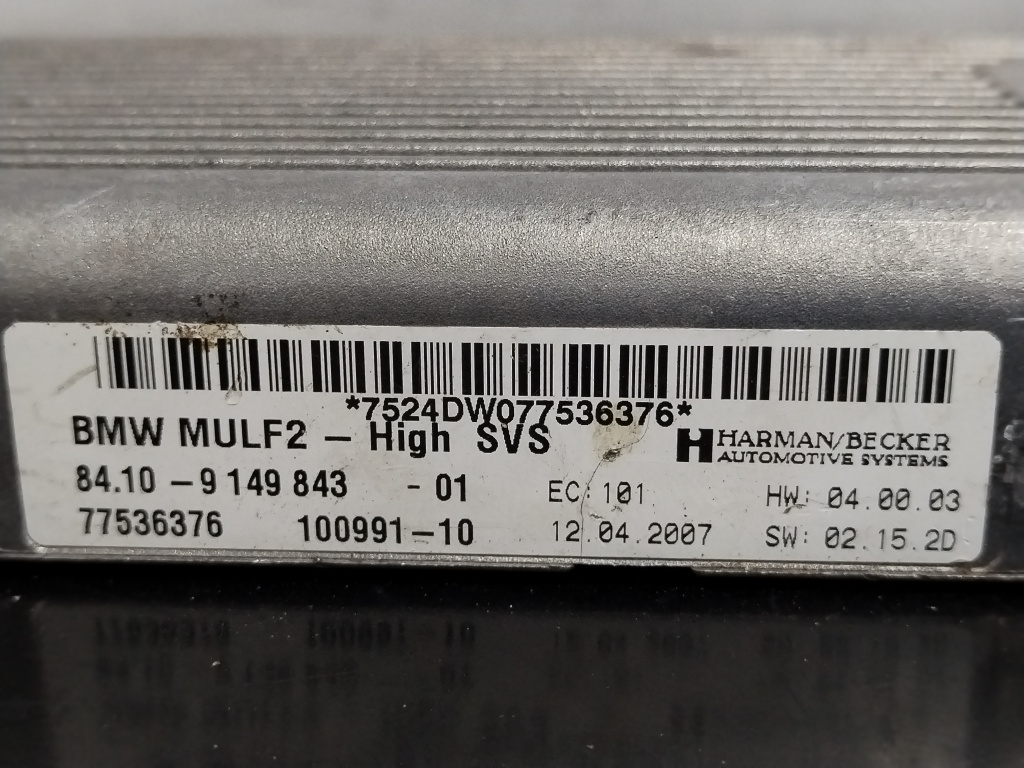 *7524DW077536376*
BMW MULF2 – High SVS
HARMAN/BECKER
AUTOMOTIVE SYSTEMS
84.10 – 9 149 843 - 01 EC: 101 HW: 04.00.03
77536376 100991–10 12.04.2007 SW: 02.15.2D